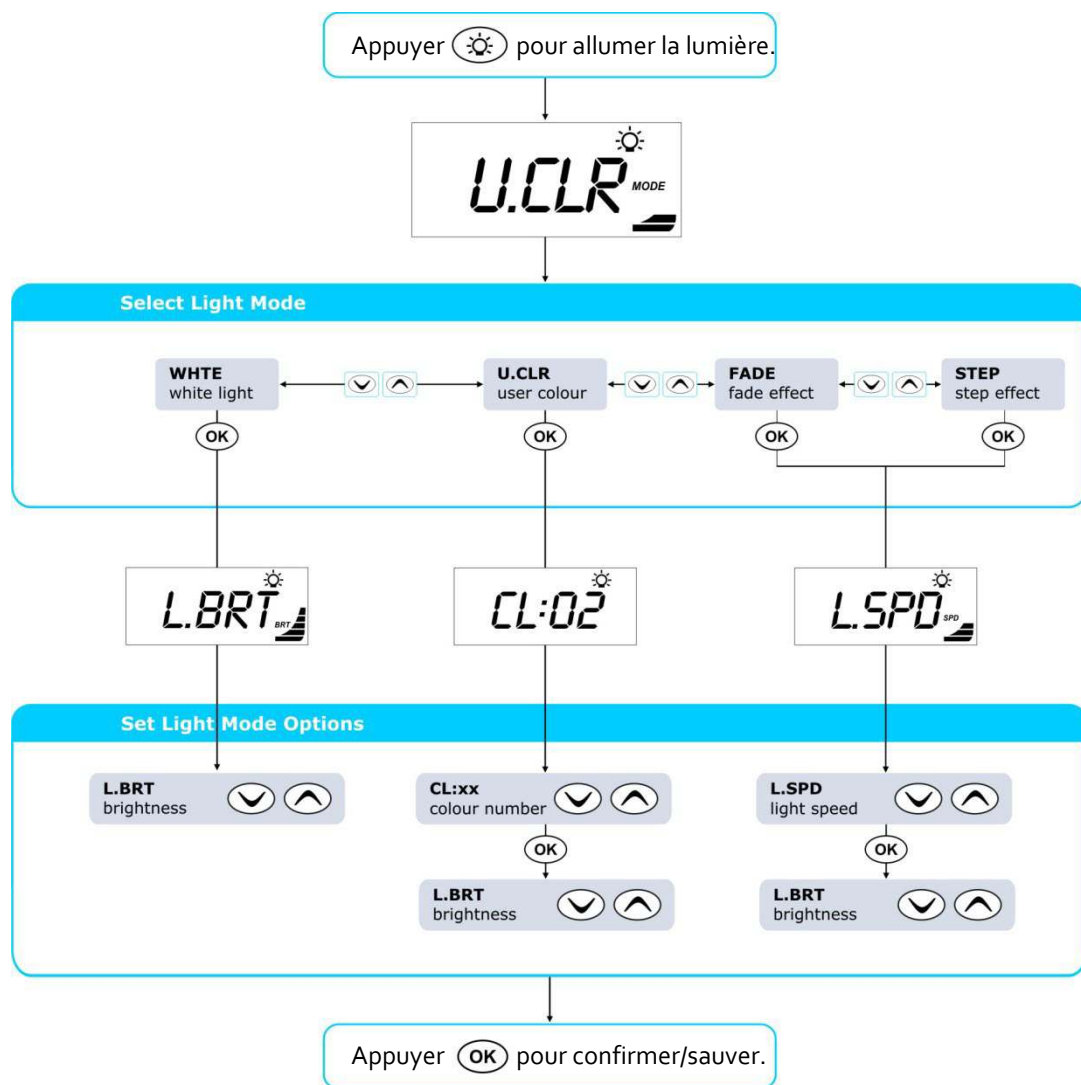 Appuyer pour allumer la lumière.
U.CLR
MODE
Select Light Mode
WHTE
white light
U.CLR
user colour
FADE
fade effect
STEP
step effect
OK
OK
OK
OK
L.BRT
BRT
CL:02
L.SPD
SPD
Set Light Mode Options
L.BRT
brightness
CL:xx
colour number
L.SPD
light speed
OK
OK
L.BRT
brightness
L.BRT
brightness
Appuyer OK pour confirmer/sauver.